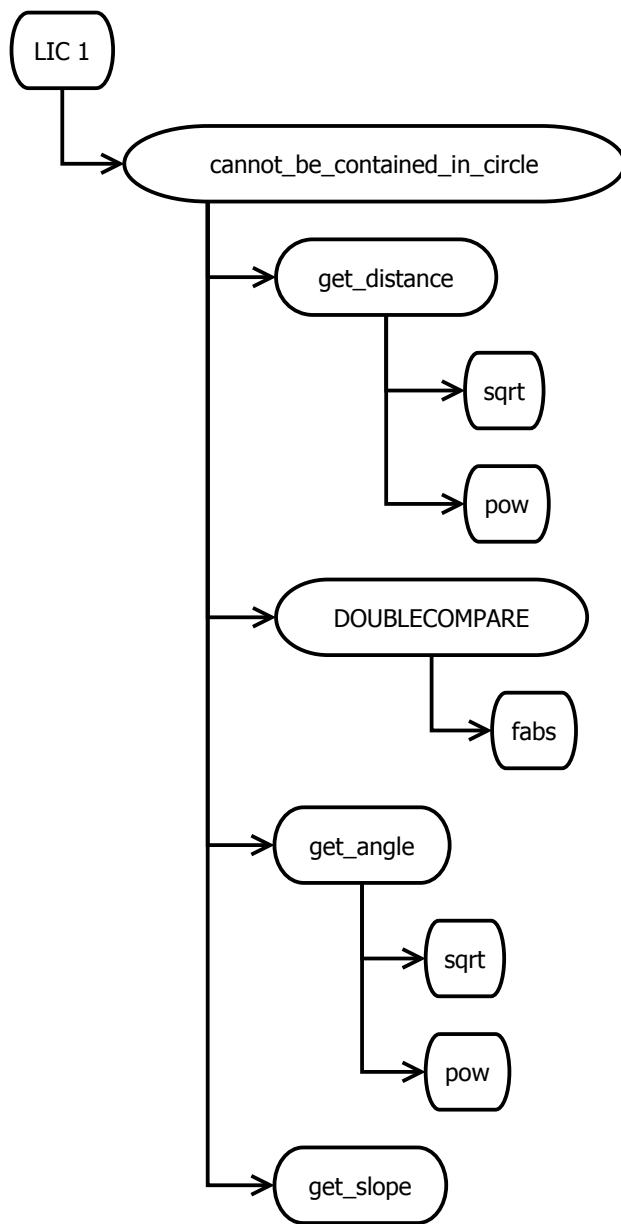 LIC 1
cannot_be_contained_in_circle
get_distance
sqrt
pow
DOUBLECOMPARE
fabs
get_angle
sqrt
pow
get_slope